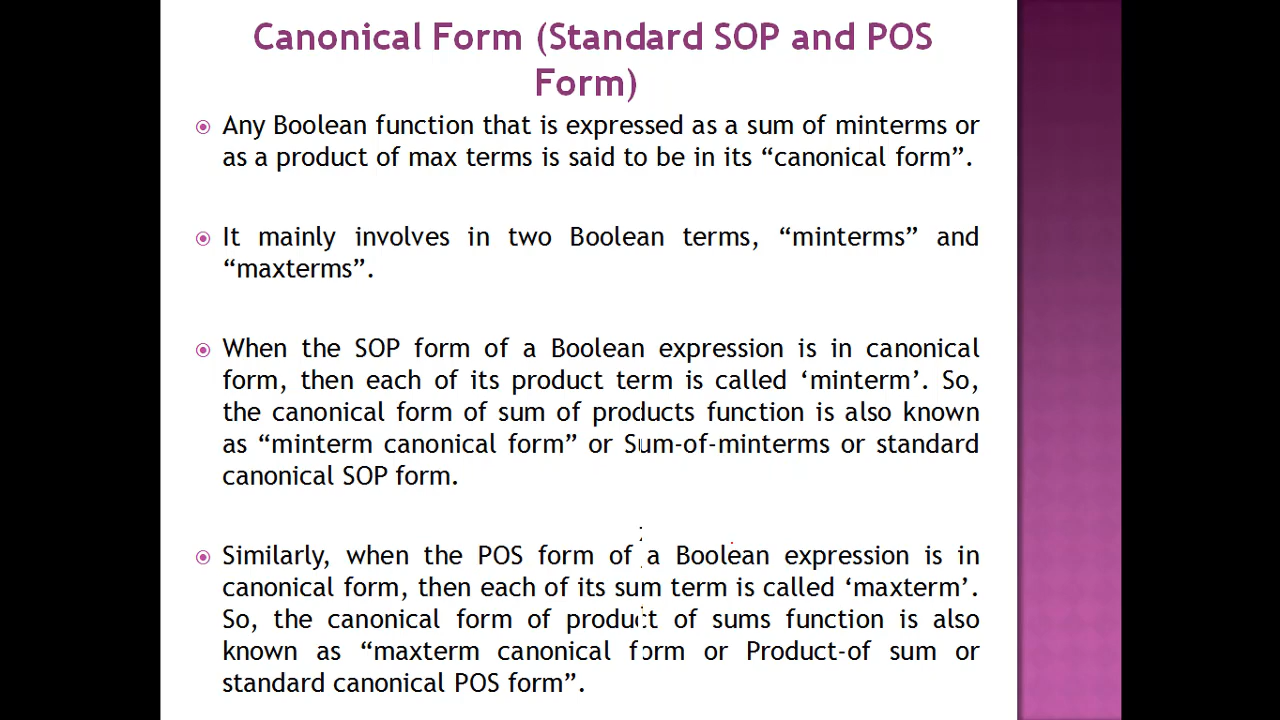 Canonical Form (Standard SOP and POS
Form)
Any Boolean function that is expressed as a sum of minterms or
as a product of max terms is said to be in its “canonical form”.
It mainly involves in two Boolean terms, “minterms” and
“maxterms”.
When the SOP form of a Boolean expression is in canonical
form, then each of its product term is called ‘minterm’. So,
the canonical form of sum of products function is also known
as “minterm canonical form” or Sum-of-minterms or standard
canonical SOP form.
Similarly, when the POS form of a Boolean expression is in
canonical form, then each of its sum term is called ‘maxterm’.
So, the canonical form of product of sums function is also
known as “maxterm canonical form or Product-of sum or
standard canonical POS form”.